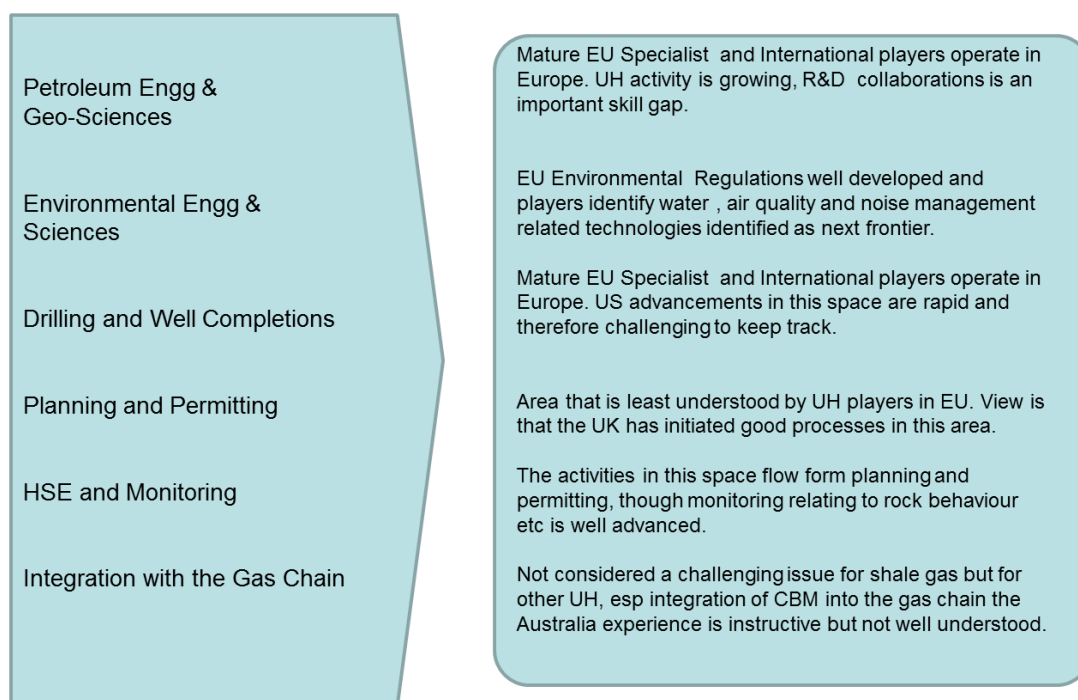 Petroleum Engg &
Geo-Sciences
Mature EU Specialist and International players operate in
Europe. UH activity is growing, R&D collaborations is an
important skill gap.
Environmental Engg &
Sciences
EU Environmental Regulations well developed and
players identify water , air quality and noise management
related technologies identified as next frontier.
Drilling and Well Completions
Mature EU Specialist and International players operate in
Europe. US advancements in this space are rapid and
therefore challenging to keep track.
Planning and Permitting
Area that is least understood by UH players in EU. View is
that the UK has initiated good processes in this area.
HSE and Monitoring
The activities in this space flow form planning and
permitting, though monitoring relating to rock behaviour
etc is well advanced.
Integration with the Gas Chain
Not considered a challenging issue for shale gas but for
other UH, esp integration of CBM into the gas chain the
Australia experience is instructive but not well understood.